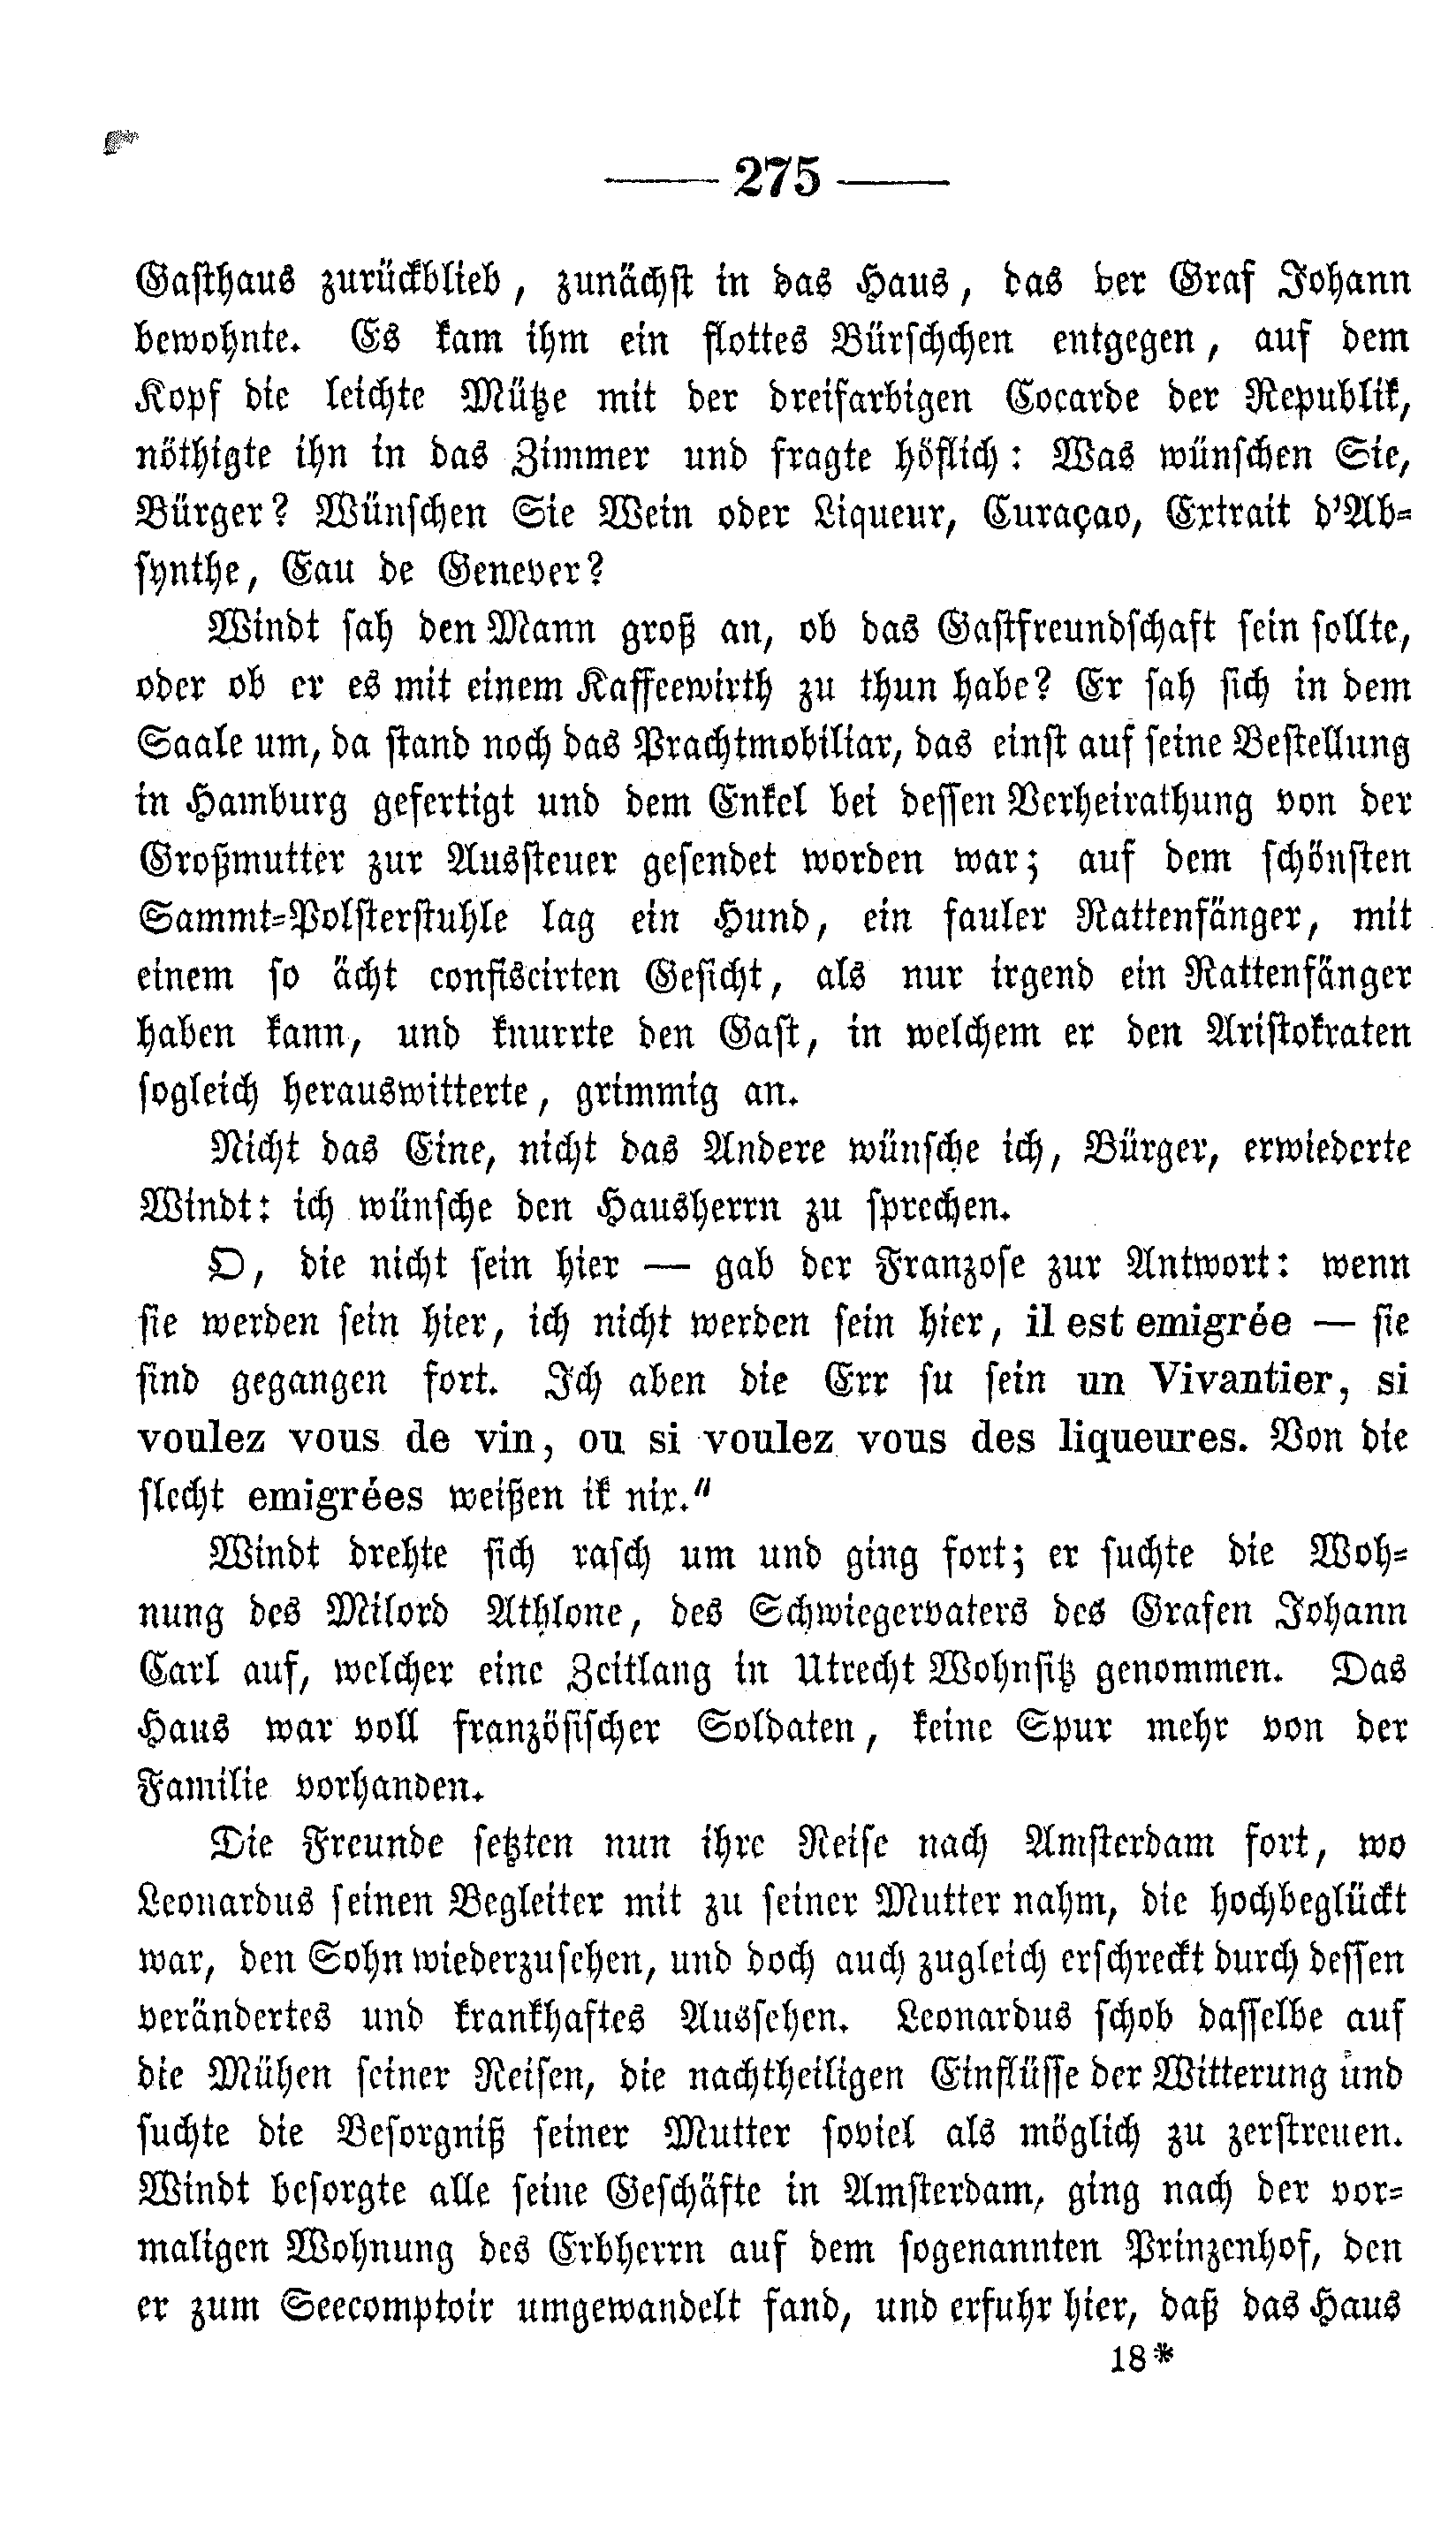 — 275 —
Gasthaus zurückblieb, zunächst in das Haus, das der Graf Johann
bewohnte. Es kam ihm ein flottes Bürschchen entgegen, auf dem
Kopf die leichte Mütze mit der dreifarbigen Cocarde der Republik,
nöthigte ihn in das Zimmer und fragte höflich: Was wünschen Sie,
Bürger? Wünschen Sie Wein oder Liqueur, Curaçao, Extrait d'Ab-
synthe, Eau de Genever?
Windt sah den Mann groß an, ob das Gastfreundschaft sein sollte,
oder ob er es mit einem Kaffeewirth zu thun habe? Er sah sich in dem
Saale um, da stand noch das Prachtmobiliar, das einst auf seine Bestellung
in Hamburg gefertigt und dem Enkel bei dessen Verheirathung von der
Großmutter zur Aussteuer gesendet worden war; auf dem schönsten
Sammt-Polsterstuhle lag ein Hund, ein fauler Rattenfänger, mit
einem so ächt confiscirten Gesicht, als nur irgend ein Rattenfänger
haben kann, und knurrte den Gast, in welchem er den Aristokraten
sogleich herauswitterte, grimmig an.
Nicht das Eine, nicht das Andere wünsche ich, Bürger, erwiederte
Windt: ich wünsche den Hausherrn zu sprechen.
O, die nicht sein hier — gab der Franzose zur Antwort: wenn
sie werden sein hier, ich nicht werden sein hier, il est emigrée — sie
sind gegangen fort. Ich aben die Err su sein un Vivantier, si
voulez vous de vin, ou si voulez vous des liqueures. Von die
slecht emigrées weißen ik nix."
Windt drehte sich rasch um und ging fort; er suchte die Woh-
nung des Milord Athlone, des Schwiegervaters des Grafen Johann
Carl auf, welcher eine Zeitlang in Utrecht Wohnsitz genommen. Das
Haus war voll französischer Soldaten, keine Spur mehr von der
Familie vorhanden.
Die Freunde setzten nun ihre Reise nach Amsterdam fort, wo
Leonardus seinen Begleiter mit zu seiner Mutter nahm, die hochbeglückt
war, den Sohn wiederzusehen, und doch auch zugleich erschreckt durch dessen
verändertes und krankhaftes Aussehen. Leonardus schob dasselbe auf
die Mühen seiner Reisen, die nachtheiligen Einflüsse der Witterung und
suchte die Besorgniß seiner Mutter soviel als möglich zu zerstreuen.
Windt besorgte alle seine Geschäfte in Amsterdam, ging nach der vor-
maligen Wohnung des Erbherrn auf dem sogenannten Prinzenhof, den
er zum Seecomptoir umgewandelt fand, und erfuhr hier, daß das Haus
18*